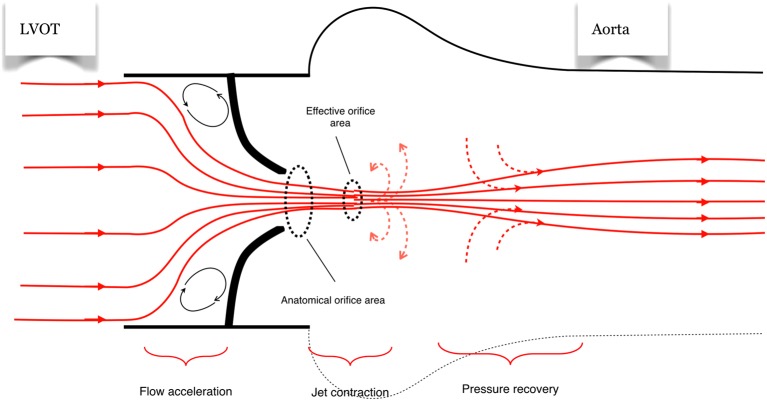 LVOT
Aorta
Effective orifice
area
Anatomical orifice area
Flow acceleration
Jet contraction
Pressure recovery